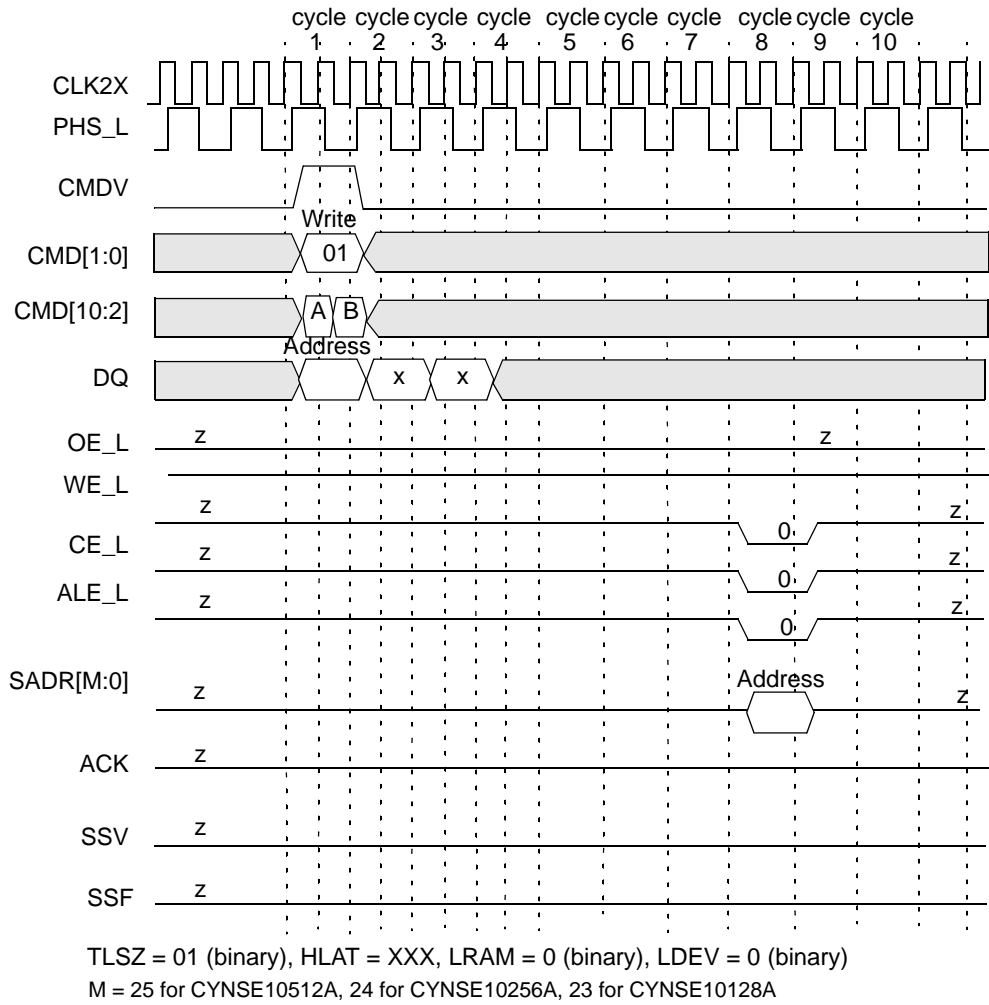 cycle cycle cycle cycle cycle cycle cycle cycle cycle cycle
1 2 3 4 5 6 7 8 9 10
CLK2X
PHS_L
CMDV
Write
CMD[1:0] 01
CMD[10:2] A B
Address
DQ x x
OE_L z z
WE_L
z z
0
CE_L
z z
0
ALE_L
z z
0
SADR[M:0] Address
z z
ACK z
SSV z
SSF z
TLSZ = 01 (binary), HLAT = XXX, LRAM = 0 (binary), LDEV = 0 (binary)
M = 25 for CYNSE10512A, 24 for CYNSE10256A, 23 for CYNSE10128A